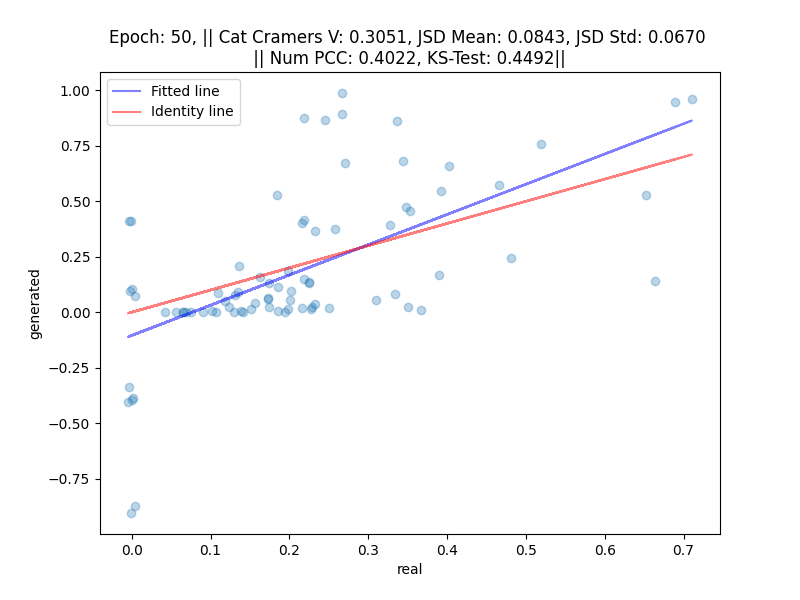 Epoch: 50, || Cat Cramers V: 0.3051, JSD Mean: 0.0843, JSD Std: 0.0670
|| Num PCC: 0.4022, KS-Test: 0.4492||
Fitted line
Identity line
1.00
0.75
0.50
0.25
0.00
−0.25
−0.50
−0.75
generated
0.0 0.1 0.2 0.3 0.4 0.5 0.6 0.7
real